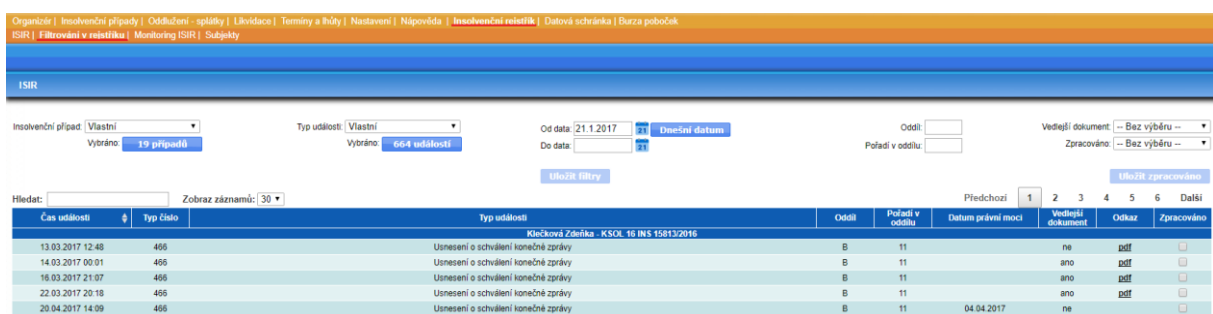 Organizér | Insolvenční případy | Oddlužení - splátky | Likvidace | Termíny a lhůty | Nastavení | Nápověda | Insolvenční rejstřík | Datová schránka | Burza poboček
ISIR | Filtrování v rejstříku | Monitoring ISIR | Subjekty
ISIR
Insolvenční případ: Vlastní Typ události: Vlastní Od data: 21.1.2017 21 Dnešní datum Oddíl: Vedlejší dokument: -- Bez výběru --
Vybráno: 19 případů Vybráno: 664 událostí Do data: 21 Pořadí v oddílu: Zpracováno: -- Bez výběru --
Uložit filtry Uložit zpracováno
Hledat: Zobraz záznamů: 30 Předchozí 1 2 3 4 5 6 Další
Čas události Typ číslo Typ události Oddíl Pořadí v oddílu Datum právní moci Vedlejší dokument Odkaz Zpracováno
Klečková Zdeňka - KSOL 16 INS 15813/2016
13.03.2017 12:48 466 Usnesení o schválení konečné zprávy B 11 ne pdf
14.03.2017 00:01 466 Usnesení o schválení konečné zprávy B 11 ano pdf
16.03.2017 21:07 466 Usnesení o schválení konečné zprávy B 11 ano pdf
22.03.2017 20:18 466 Usnesení o schválení konečné zprávy B 11 ano pdf
20.04.2017 14:09 466 Usnesení o schválení konečné zprávy B 11 04.04.2017 ne